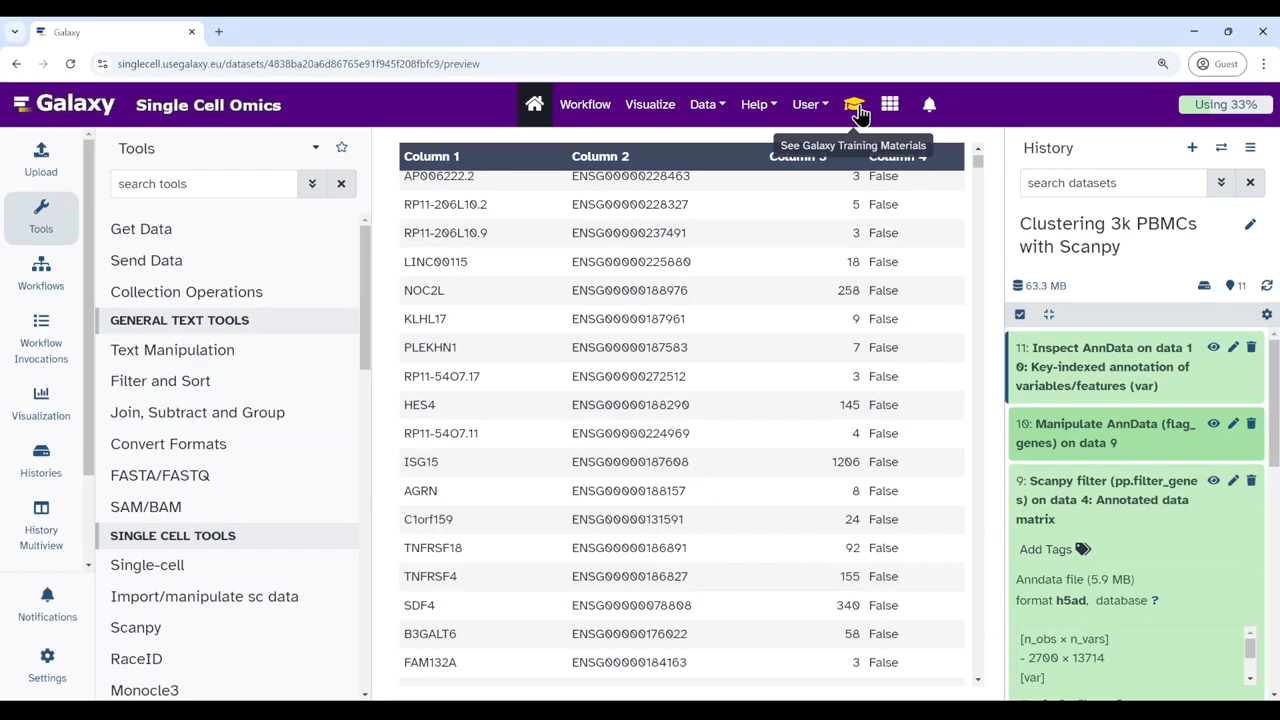 Galaxy
singlecell.usegalaxy.eu/datasets/4838ba20a6d86765e91f945f208fbfc9/preview
Guest
Galaxy Single Cell Omics
Workflow Visualize Data Help User
Using 33%
See Galaxy Training Materials
Upload
Tools
Workflows
Workflow
Invocations
Visualization
Histories
History
Multiview
Notifications
Settings
Tools
search tools
Get Data
Send Data
Collection Operations
GENERAL TEXT TOOLS
Text Manipulation
Filter and Sort
Join, Subtract and Group
Convert Formats
FASTA/FASTQ
SAM/BAM
SINGLE CELL TOOLS
Single-cell
Import/manipulate sc data
Scanpy
RaceID
Monocle3
Column 1 Column 2 Column 3 Column 4
AP006222.2 ENSG00000228463 3 False
RP11-206L10.2 ENSG00000228327 5 False
RP11-206L10.9 ENSG00000237491 3 False
LINC00115 ENSG00000225880 18 False
NOC2L ENSG00000188976 258 False
KLHL17 ENSG00000187961 9 False
PLEKHN1 ENSG00000187583 7 False
RP11-54O7.17 ENSG00000272512 3 False
HES4 ENSG00000188290 145 False
RP11-54O7.11 ENSG00000224969 4 False
ISG15 ENSG00000187608 1206 False
AGRN ENSG00000188157 8 False
C1orf159 ENSG00000131591 24 False
TNFRSF18 ENSG00000186891 92 False
TNFRSF4 ENSG00000186827 155 False
SDF4 ENSG00000078808 340 False
B3GALT6 ENSG00000176022 58 False
FAM132A ENSG00000184163 3 False
History
search datasets
Clustering 3k PBMCs
with Scanpy
63.3 MB 11
11: Inspect AnnData on data 1
0: Key-indexed annotation of
variables/features (var)
10: Manipulate AnnData (flag_
genes) on data 9
9: Scanpy filter (pp.filter_gene
s) on data 4: Annotated data
matrix
Add Tags
Anndata file (5.9 MB)
format h5ad, database ?
[n_obs × n_vars]
- 2700 × 13714
[var]